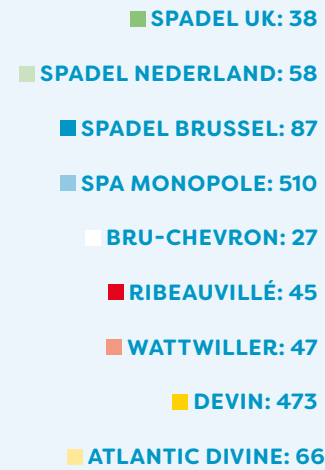 SPADEL UK: 38
SPADEL NEDERLAND: 58
SPADEL BRUSSEL: 87
SPA MONOPOLE: 510
BRU-CHEVRON: 27
RIBEAUVILLÉ: 45
WATTWILLER: 47
DEVIN: 473
ATLANTIC DIVINE: 66